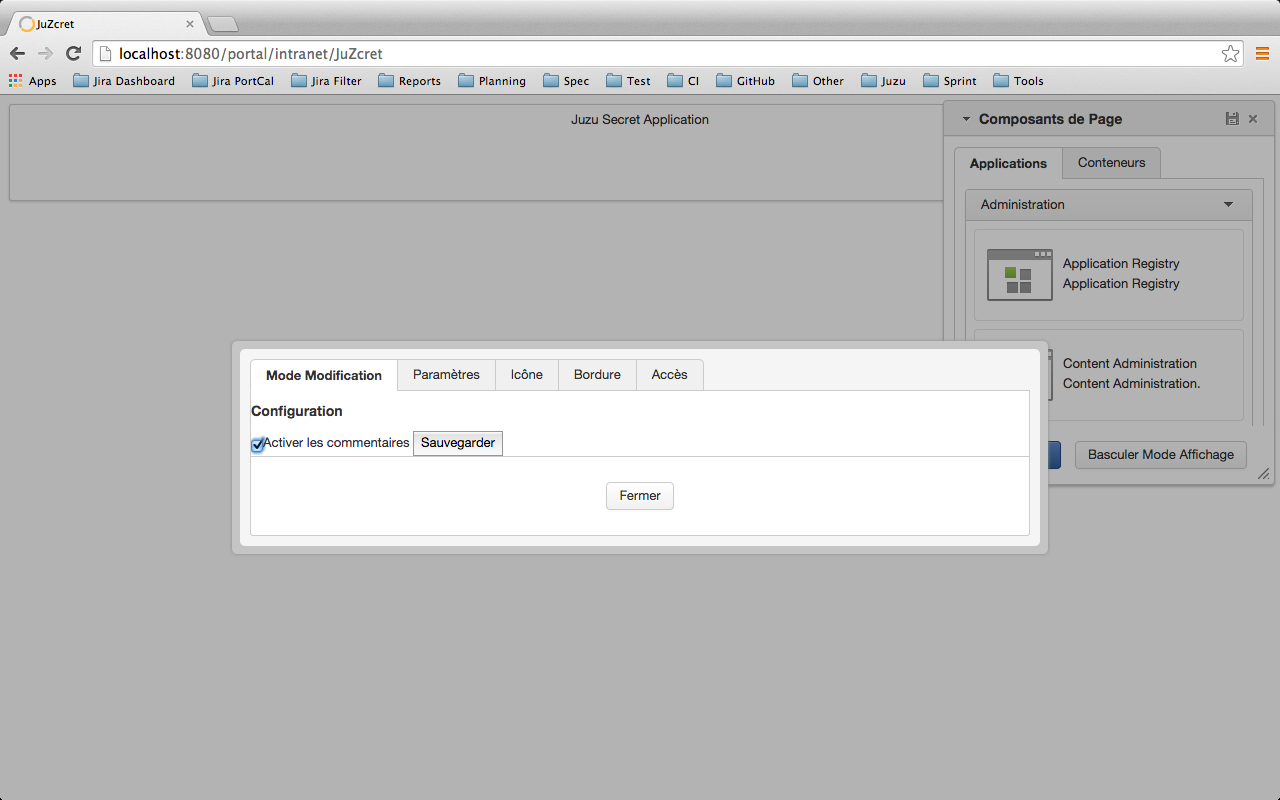 JuZcret
localhost:8080/portal/intranet/JuZcret
Apps Jira Dashboard Jira PortCal Jira Filter Reports Planning Spec Test CI GitHub Other Juzu Sprint Tools
Juzu Secret Application
Composants de Page
Applications Conteneurs
Administration
Application Registry
Application Registry
Content Administration
Content Administration.
Basculer Mode Affichage
Mode Modification Paramètres Icône Bordure Accès
Configuration
Activer les commentaires Sauvegarder
Fermer